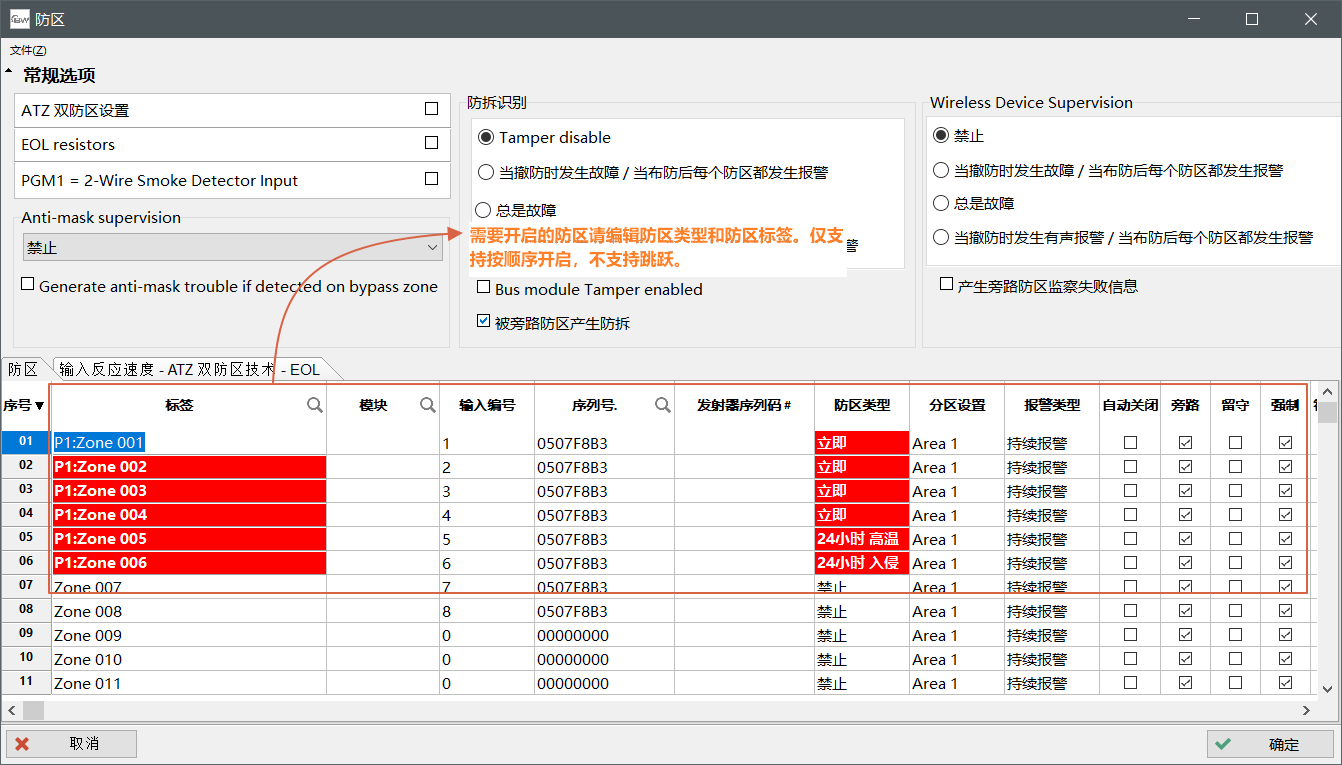 防区
文件(Z)
常规选项
ATZ 双防区设置
EOL resistors
PGM1 = 2-Wire Smoke Detector Input
Anti-mask supervision
禁止
Generate anti-mask trouble if detected on bypass zone
防拆识别
Tamper disable
当撤防时发生故障 / 当布防后每个防区都发生报警
总是故障
需要开启的防区请编辑防区类型和防区标签。仅支
持按顺序开启，不支持跳跃。
警
Bus module Tamper enabled
被旁路防区产生防拆
Wireless Device Supervision
禁止
当撤防时发生故障 / 当布防后每个防区都发生报警
总是故障
当撤防时发生有声报警 / 当布防后每个防区都发生报警
产生旁路防区监察失败信息
防区 输入反应速度 - ATZ 双防区技术 - EOL
序号 标签 模块 输入编号 序列号. 发射器序列码 # 防区类型 分区设置 报警类型 自动关闭 旁路 留守 强制
01 P1:Zone 001 1 0507F8B3 立即 Area 1 持续报警
02 P1:Zone 002 2 0507F8B3 立即 Area 1 持续报警
03 P1:Zone 003 3 0507F8B3 立即 Area 1 持续报警
04 P1:Zone 004 4 0507F8B3 立即 Area 1 持续报警
05 P1:Zone 005 5 0507F8B3 24小时 高温 Area 1 持续报警
06 P1:Zone 006 6 0507F8B3 24小时 入侵 Area 1 持续报警
07 Zone 007 7 0507F8B3 禁止 Area 1 持续报警
08 Zone 008 8 0507F8B3 禁止 Area 1 持续报警
09 Zone 009 0 00000000 禁止 Area 1 持续报警
10 Zone 010 0 00000000 禁止 Area 1 持续报警
11 Zone 011 0 00000000 禁止 Area 1 持续报警
取消
确定